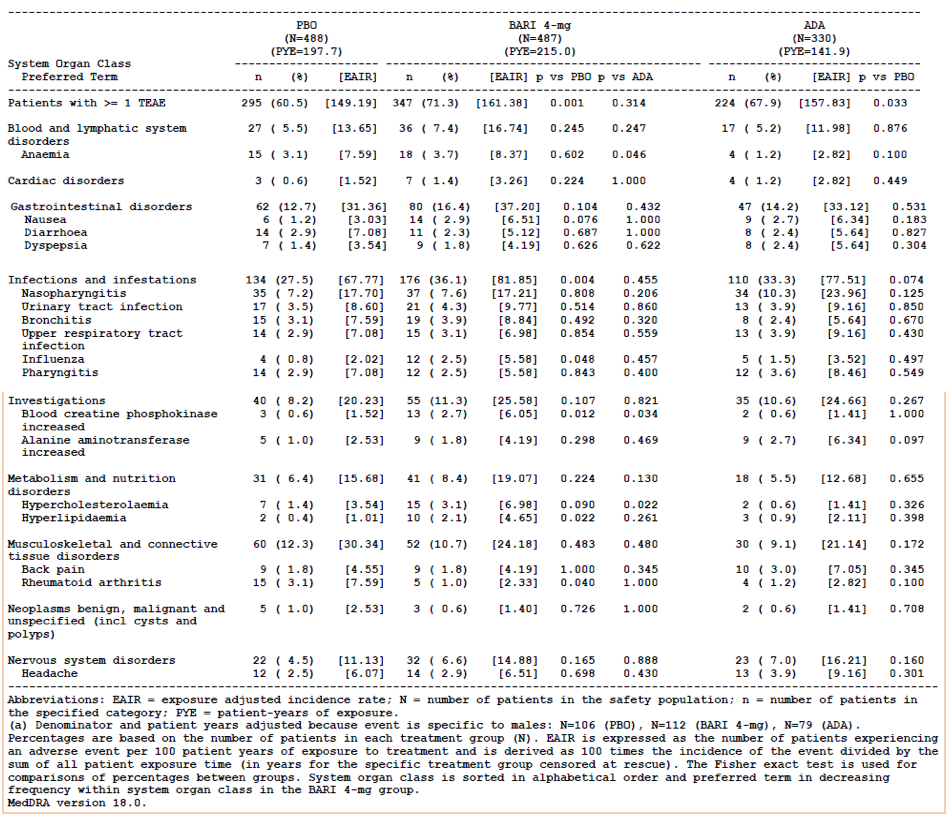 PBO BARI 4-mg ADA
(N=488) (N=487) (N=330)
(PYE=197.7) (PYE=215.0) (PYE=141.9)
System Organ Class
Preferred Term n (%) [EAIR] n (%) [EAIR] p vs PBO p vs ADA n (%) [EAIR] p vs PBO
Patients with >= 1 TEAE 295 (60.5) [149.19] 347 (71.3) [161.38] 0.001 0.314 224 (67.9) [157.83] 0.033
Blood and lymphatic system 27 ( 5.5) [13.65] 36 ( 7.4) [16.74] 0.245 0.247 17 ( 5.2) [11.98] 0.876
disorders
Anaemia 15 ( 3.1) [7.59] 18 ( 3.7) [8.37] 0.602 0.046 4 ( 1.2) [2.82] 0.100
Cardiac disorders 3 ( 0.6) [1.52] 7 ( 1.4) [3.26] 0.224 1.000 4 ( 1.2) [2.82] 0.449
Gastrointestinal disorders 62 (12.7) [31.36] 80 (16.4) [37.20] 0.104 0.432 47 (14.2) [33.12] 0.531
Nausea 6 ( 1.2) [3.03] 14 ( 2.9) [6.51] 0.076 1.000 9 ( 2.7) [6.34] 0.183
Diarrhoea 14 ( 2.9) [7.08] 11 ( 2.3) [5.12] 0.687 1.000 8 ( 2.4) [5.64] 0.827
Dyspepsia 7 ( 1.4) [3.54] 9 ( 1.8) [4.19] 0.626 0.622 8 ( 2.4) [5.64] 0.304
Infections and infestations 134 (27.5) [67.77] 176 (36.1) [81.85] 0.004 0.455 110 (33.3) [77.51] 0.074
Nasopharyngitis 35 ( 7.2) [17.70] 37 ( 7.6) [17.21] 0.808 0.206 34 (10.3) [23.96] 0.125
Urinary tract infection 17 ( 3.5) [8.60] 21 ( 4.3) [9.77] 0.514 0.860 13 ( 3.9) [9.16] 0.850
Bronchitis 15 ( 3.1) [7.59] 19 ( 3.9) [8.84] 0.492 0.320 8 ( 2.4) [5.64] 0.670
Upper respiratory tract 14 ( 2.9) [7.08] 15 ( 3.1) [6.98] 0.854 0.559 13 ( 3.9) [9.16] 0.430
infection
Influenza 4 ( 0.8) [2.02] 12 ( 2.5) [5.58] 0.048 0.457 5 ( 1.5) [3.52] 0.497
Pharyngitis 14 ( 2.9) [7.08] 12 ( 2.5) [5.58] 0.843 0.400 12 ( 3.6) [8.46] 0.549
Investigations 40 ( 8.2) [20.23] 55 (11.3) [25.58] 0.107 0.821 35 (10.6) [24.66] 0.267
Blood creatine phosphokinase 3 ( 0.6) [1.52] 13 ( 2.7) [6.05] 0.012 0.034 2 ( 0.6) [1.41] 1.000
increased
Alanine aminotransferase 5 ( 1.0) [2.53] 9 ( 1.8) [4.19] 0.298 0.469 9 ( 2.7) [6.34] 0.097
increased
Metabolism and nutrition 31 ( 6.4) [15.68] 41 ( 8.4) [19.07] 0.224 0.130 18 ( 5.5) [12.68] 0.655
disorders
Hypercholesterolaemia 7 ( 1.4) [3.54] 15 ( 3.1) [6.98] 0.090 0.022 2 ( 0.6) [1.41] 0.326
Hyperlipidaemia 2 ( 0.4) [1.01] 10 ( 2.1) [4.65] 0.022 0.261 3 ( 0.9) [2.11] 0.398
Musculoskeletal and connective 60 (12.3) [30.34] 52 (10.7) [24.18] 0.483 0.480 30 ( 9.1) [21.14] 0.172
tissue disorders
Back pain 9 ( 1.8) [4.55] 9 ( 1.8) [4.19] 1.000 0.345 10 ( 3.0) [7.05] 0.345
Rheumatoid arthritis 15 ( 3.1) [7.59] 5 ( 1.0) [2.33] 0.040 1.000 4 ( 1.2) [2.82] 0.100
Neoplasms benign, malignant and 5 ( 1.0) [2.53] 3 ( 0.6) [1.40] 0.726 1.000 2 ( 0.6) [1.41] 0.708
unspecified (incl cysts and
polyps)
Nervous system disorders 22 ( 4.5) [11.13] 32 ( 6.6) [14.88] 0.165 0.888 23 ( 7.0) [16.21] 0.160
Headache 12 ( 2.5) [6.07] 14 ( 2.9) [6.51] 0.698 0.430 13 ( 3.9) [9.16] 0.301
Abbreviations: EAIR = exposure adjusted incidence rate; N = number of patients in the safety population; n = number of patients in
the specified category; PYE = patient-years of exposure.
(a) Denominator and patient years adjusted because event is specific to males: N=106 (PBO), N=112 (BARI 4-mg), N=79 (ADA).
Percentages are based on the number of patients in each treatment group (N). EAIR is expressed as the number of patients experiencing
an adverse event per 100 patient years of exposure to treatment and is derived as 100 times the incidence of the event divided by the
sum of all patient exposure time (in years for the specific treatment group censored at rescue). The Fisher exact test is used for
comparisons of percentages between groups. System organ class is sorted in alphabetical order and preferred term in decreasing
frequency within system organ class in the BARI 4-mg group.
MedDRA version 18.0.